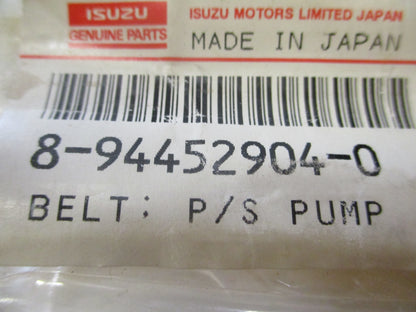 ISUZU
GENUINE PARTS
ISUZU MOTORS LIMITED JAPAN
MADE IN JAPAN
8-94452904-0
BELT; P/S PUMP